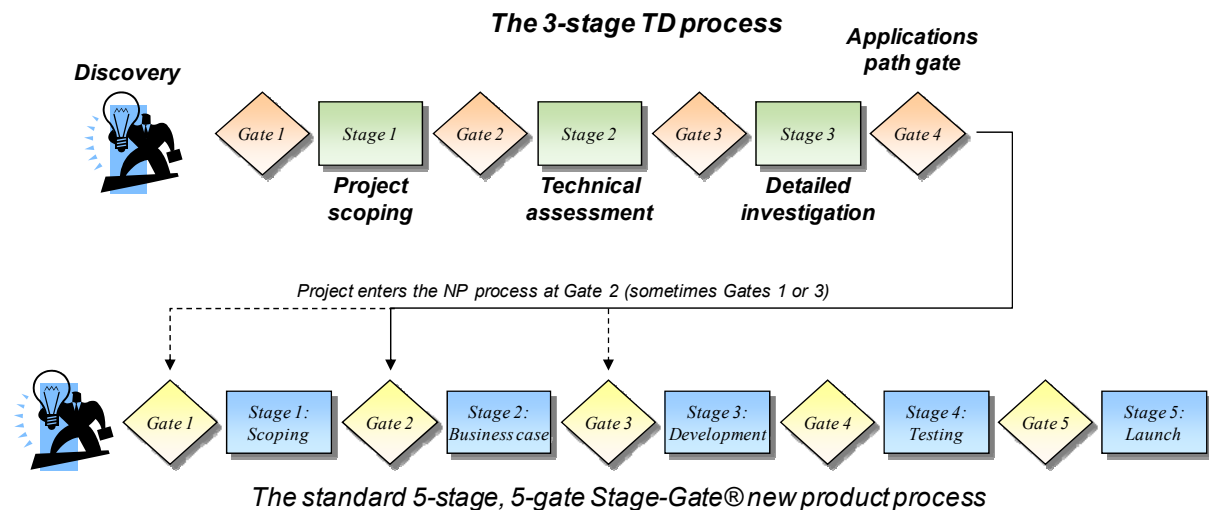 The 3-stage TD process
Applications
path gate
Discovery
Gate 1
Stage 1
Gate 2
Stage 2
Gate 3
Stage 3
Gate 4
Project
scoping
Technical
assessment
Detailed
investigation
Project enters the NP process at Gate 2 (sometimes Gates 1 or 3)
Gate 1
Stage 1:
Scoping
Gate 2
Stage 2:
Business case
Gate 3
Stage 3:
Development
Gate 4
Stage 4:
Testing
Gate 5
Stage 5:
Launch
The standard 5-stage, 5-gate Stage-Gate® new product process